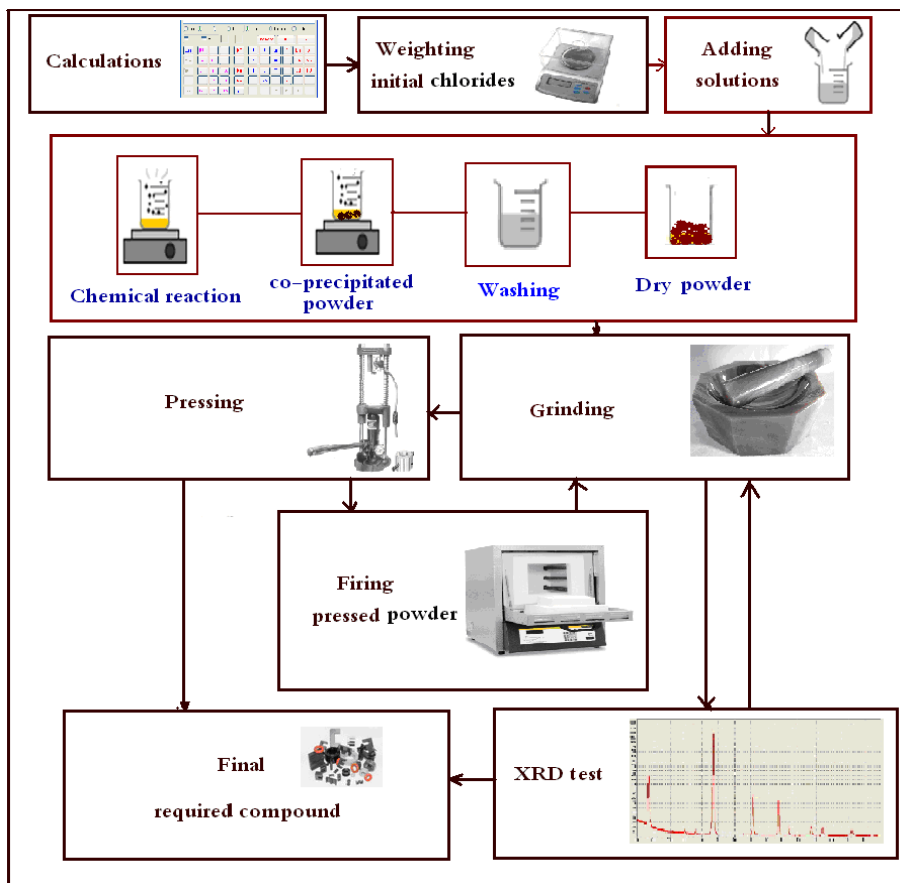 Calculations
Weighting
initial chlorides
Adding
solutions
Chemical reaction
co-precipitated
powder
Washing
Dry powder
Pressing
Grinding
Firing
pressed powder
Final
required compound
XRD test